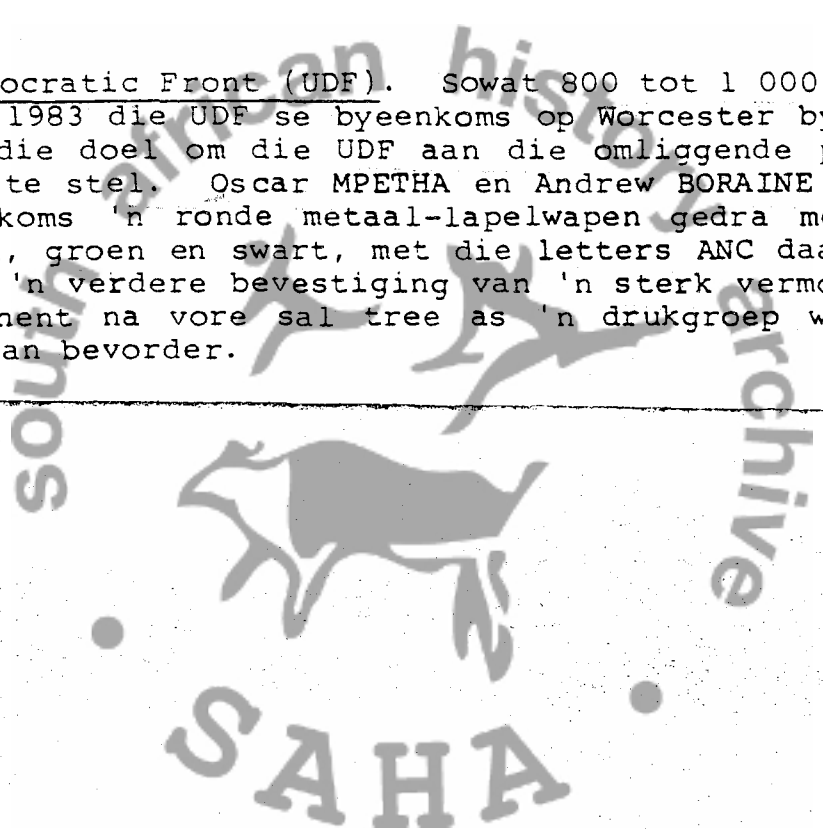 ocratic Front (UDF). Sowat 800 tot 1 000
1983 die UDF se byeenkoms op Worcester by
die doel om die UDF aan die omliggende
te stel. Oscar MPETHA en Andrew BORAINE
koms 'n ronde metaal-lapelwapen gedra
, groen en swart, met die letters ANC daa
'n verdere bevestiging van 'n sterk vermo
ment na vore sal tree as 'n drukgroep w
an bevorder.
south african history archive
SAHA